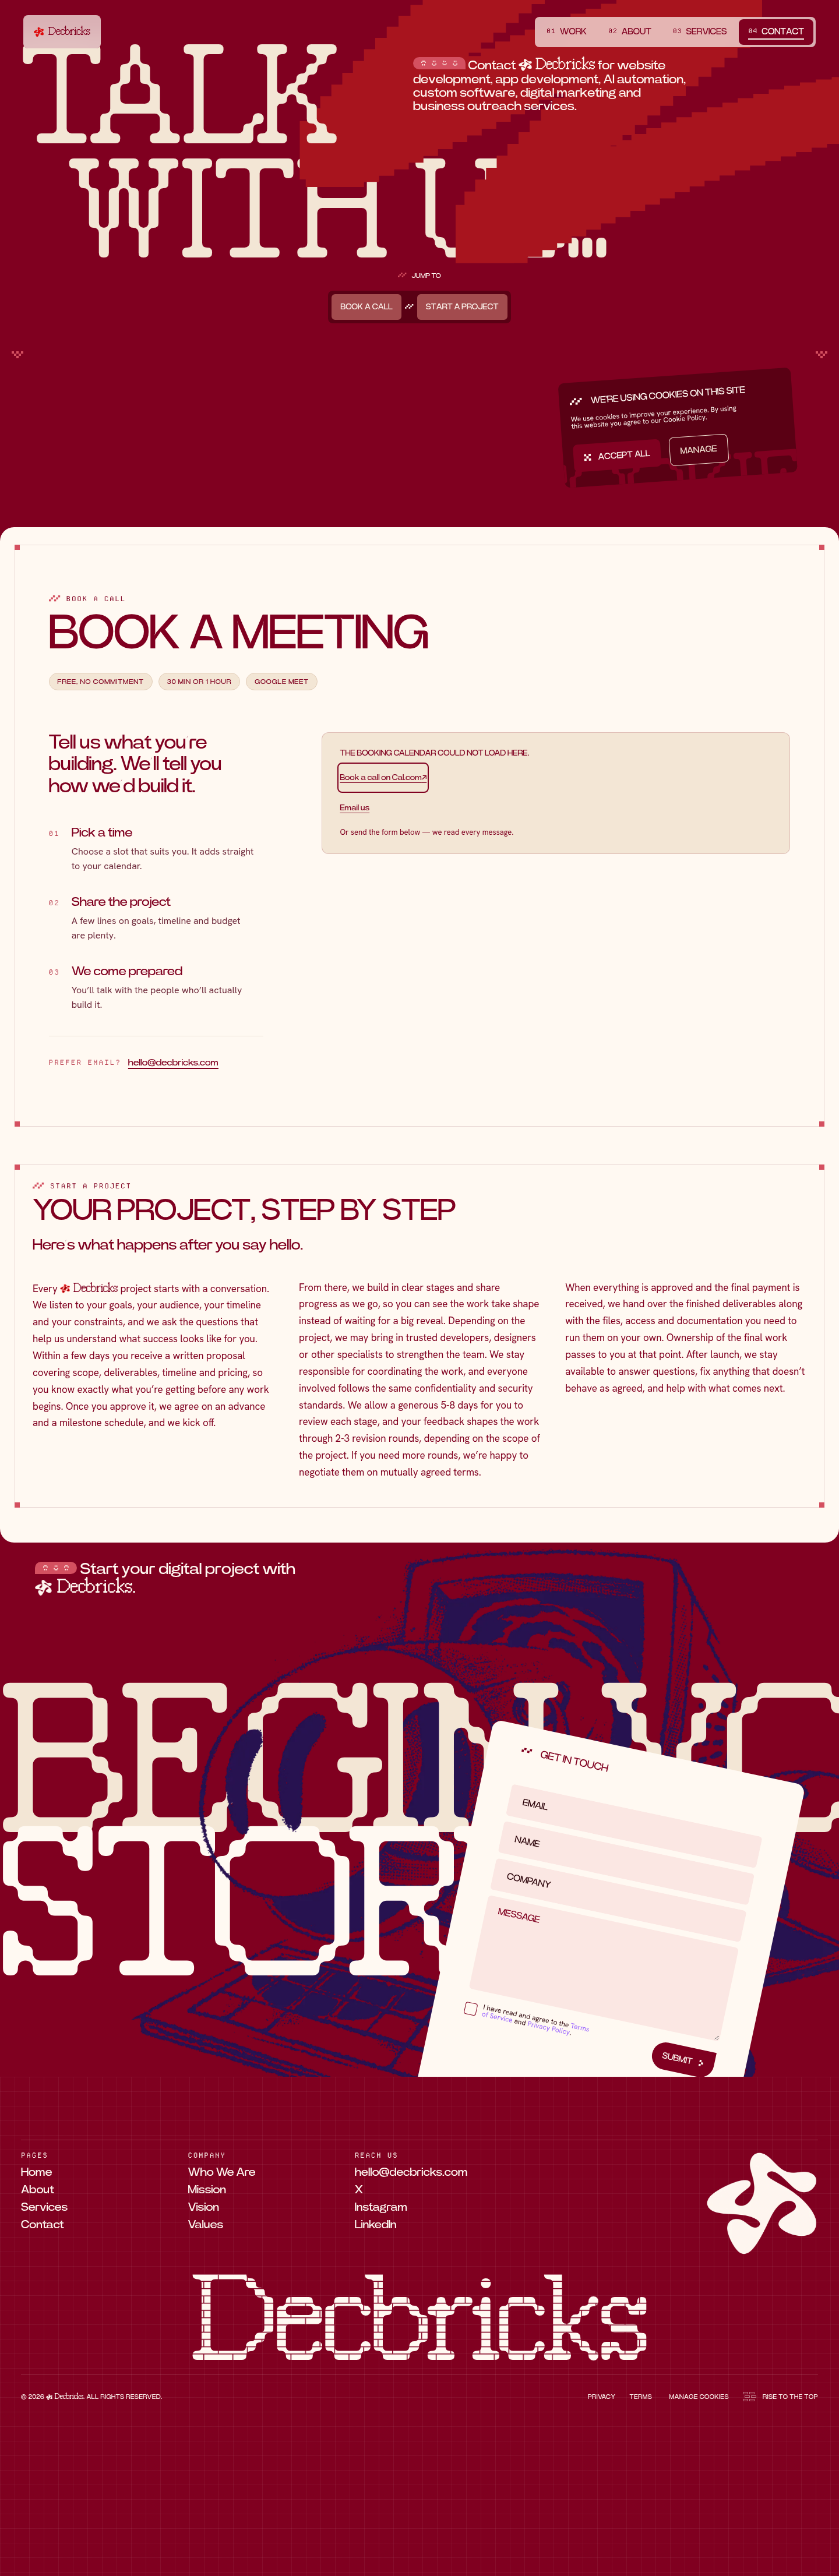 Decbricks
01 WORK
02 ABOUT
03 SERVICES
04 CONTACT
TALK
WITH
Contact Decbricks for website
development, app development, AI automation,
custom software, digital marketing and
business outreach services.
JUMP TO
BOOK A CALL
START A PROJECT
WE'RE USING COOKIES ON THIS SITE
We use cookies to improve your experience. By using
this website you agree to our Cookie Policy.
ACCEPT ALL
MANAGE
BOOK A CALL
BOOK A MEETING
FREE, NO COMMITMENT
30 MIN OR 1 HOUR
GOOGLE MEET
Tell us what you're
building. We'll tell you
how we'd build it.
01 Pick a time
Choose a slot that suits you. It adds straight
to your calendar.
02 Share the project
A few lines on goals, timeline and budget
are plenty.
03 We come prepared
You'll talk with the people who'll actually
build it.
PREFER EMAIL? hello@decbricks.com
THE BOOKING CALENDAR COULD NOT LOAD HERE.
Book a call on Cal.com↗
Email us
Or send the form below — we read every message.
START A PROJECT
YOUR PROJECT, STEP BY STEP
Here's what happens after you say hello.
Every Decbricks project starts with a conversation.
We listen to your goals, your audience, your timeline
and your constraints, and we ask the questions that
help us understand what success looks like for you.
Within a few days you receive a written proposal
covering scope, deliverables, timeline and pricing, so
you know exactly what you're getting before any work
begins. Once you approve it, we agree on an advance
and a milestone schedule, and we kick off.
From there, we build in clear stages and share
progress as we go, so you can see the work take shape
instead of waiting for a big reveal. Depending on the
project, we may bring in trusted developers, designers
or other specialists to strengthen the team. We stay
responsible for coordinating the work, and everyone
involved follows the same confidentiality and security
standards. We allow a generous 5-8 days for you to
review each stage, and your feedback shapes the work
through 2-3 revision rounds, depending on the scope of
the project. If you need more rounds, we're happy to
negotiate them on mutually agreed terms.
When everything is approved and the final payment is
received, we hand over the finished deliverables along
with the files, access and documentation you need to
run them on your own. Ownership of the final work
passes to you at that point. After launch, we stay
available to answer questions, fix anything that doesn't
behave as agreed, and help with what comes next.
Start your digital project with
Decbricks.
GET IN TOUCH
EMAIL
NAME
COMPANY
MESSAGE
I have read and agree to the Terms
of Service and Privacy Policy.
SUBMIT
PAGES
Home
About
Services
Contact
COMPANY
Who We Are
Mission
Vision
Values
REACH US
hello@decbricks.com
X
Instagram
LinkedIn
Decbricks
© 2026 Decbricks. ALL RIGHTS RESERVED.
PRIVACY
TERMS
MANAGE COOKIES
RISE TO THE TOP